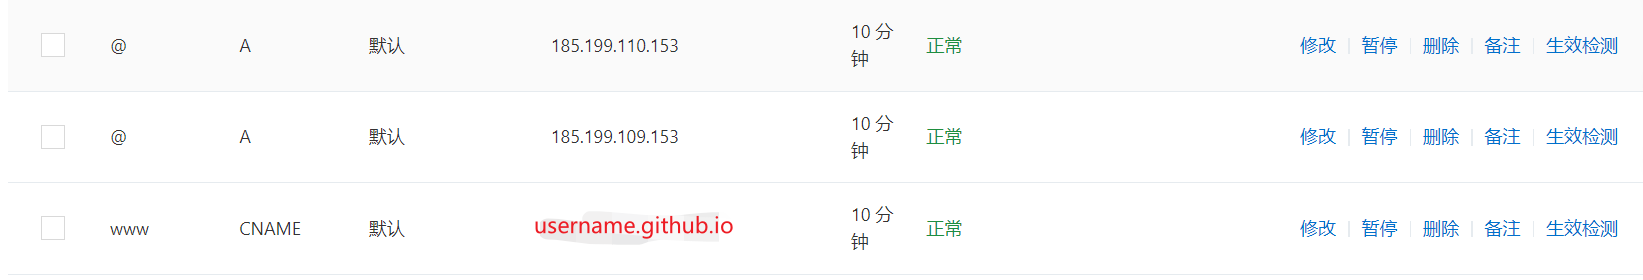 @ A 默认 185.199.110.153 10 分钟 正常 修改 暂停 删除 备注 生效检测
@ A 默认 185.199.109.153 10 分钟 正常 修改 暂停 删除 备注 生效检测
www CNAME 默认 username.github.io 10 分钟 正常 修改 暂停 删除 备注 生效检测